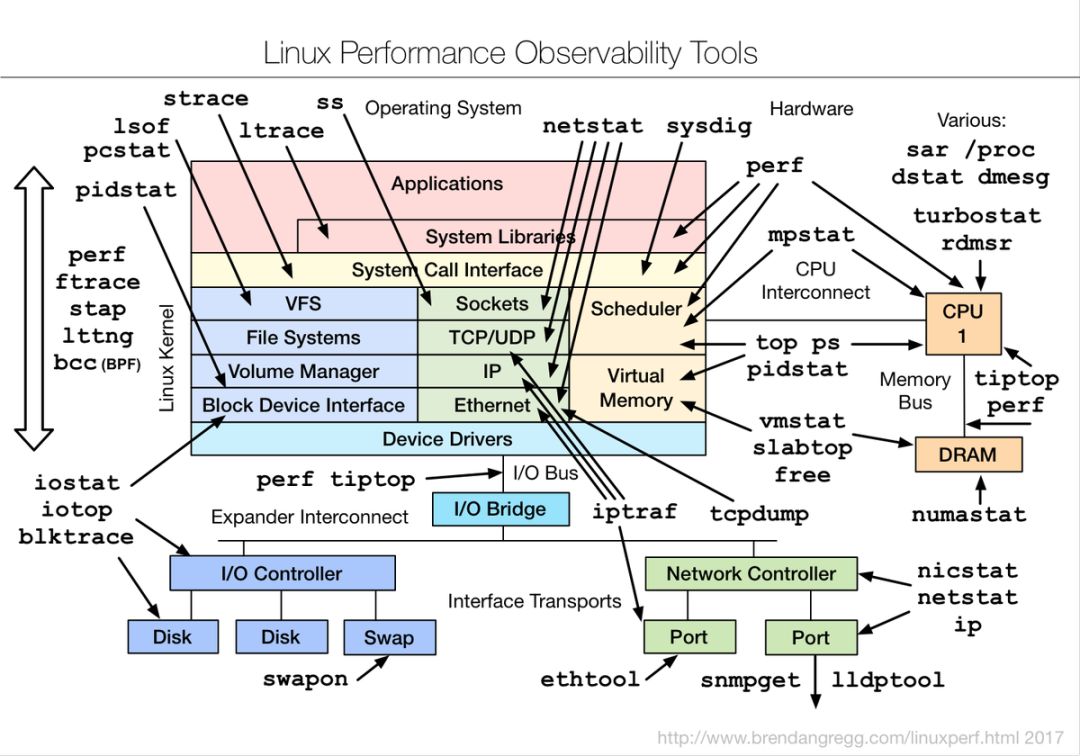 Linux Performance Observability Tools
strace
ss
Operating System
Hardware
Various:
lsof
ltrace
netstat
sysdig
pcstat
sar /proc
dstat dmesg
perf
pidstat
Applications
turbostat
rdmsr
System Libraries
mpstat
perf
ftrace
stap
lttng
bcc (BPF)
System Call Interface
CPU
Interconnect
Linux Kernel
VFS
Sockets
Scheduler
CPU
1
File Systems
TCP/UDP
top ps
pidstat
Volume Manager
IP
Virtual
Memory
Memory
Bus
tiptop
perf
Block Device Interface
Ethernet
vmstat
slabtop
free
Device Drivers
DRAM
iostat
iotop
blktrace
perf tiptop
I/O Bus
Expander Interconnect
I/O Bridge
iptraf
tcpdump
numastat
I/O Controller
Network Controller
nicstat
netstat
ip
Interface Transports
Disk
Disk
Swap
Port
Port
swapon
ethtool
snmpget
lldptool
http://www.brendangregg.com/linuxperf.html 2017